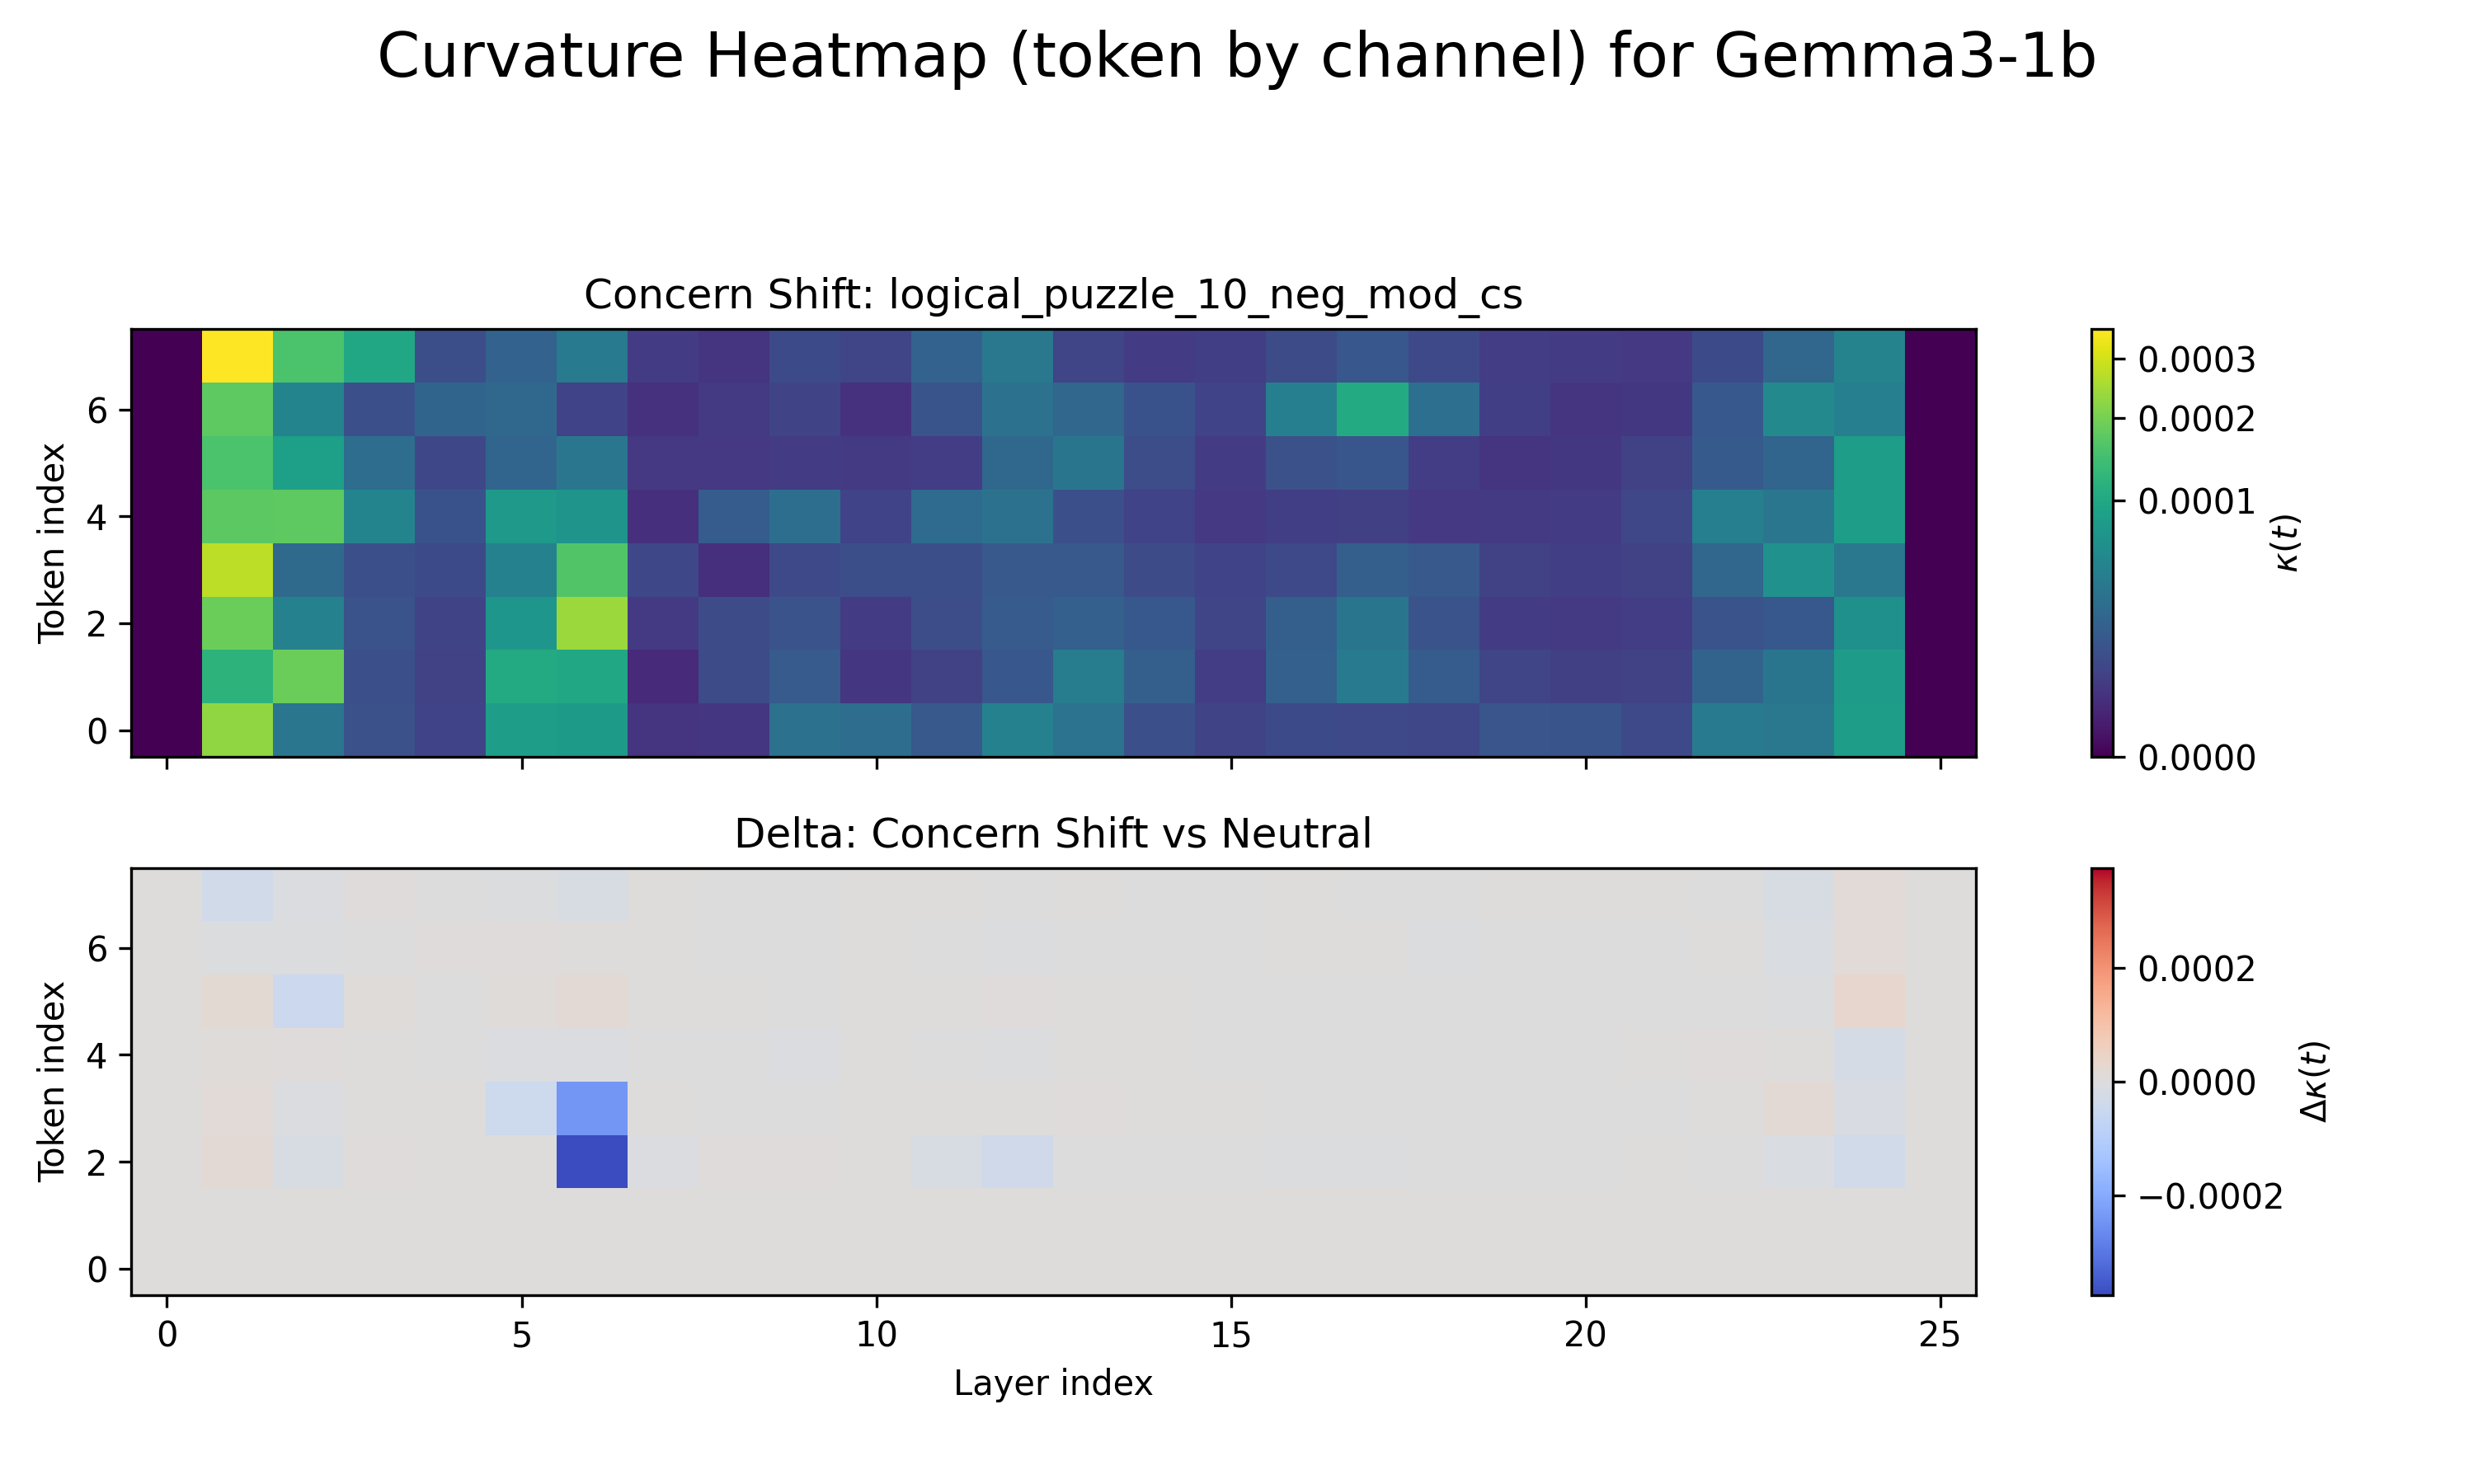 Curvature Heatmap (token by channel) for Gemma3-1b
Concern Shift: logical_puzzle_10_neg_mod_cs
Token index
6
4
2
0
0.0003
0.0002
0.0001
0.0000
κ(t)
Delta: Concern Shift vs Neutral
Token index
6
4
2
0
0.0002
0.0000
−0.0002
Δκ(t)
0 5 10 15 20 25
Layer index